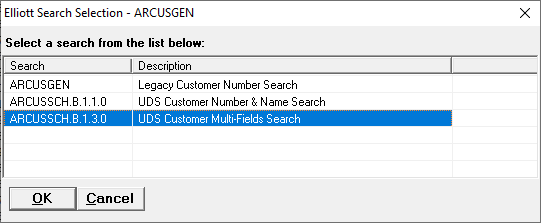 Elliott Search Selection - ARCUSGEN
Select a search from the list below:
Search Description
ARCUSGEN Legacy Customer Number Search
ARCUSSCH.B.1.1.0 UDS Customer Number & Name Search
ARCUSSCH.B.1.3.0 UDS Customer Multi-Fields Search
OK Cancel